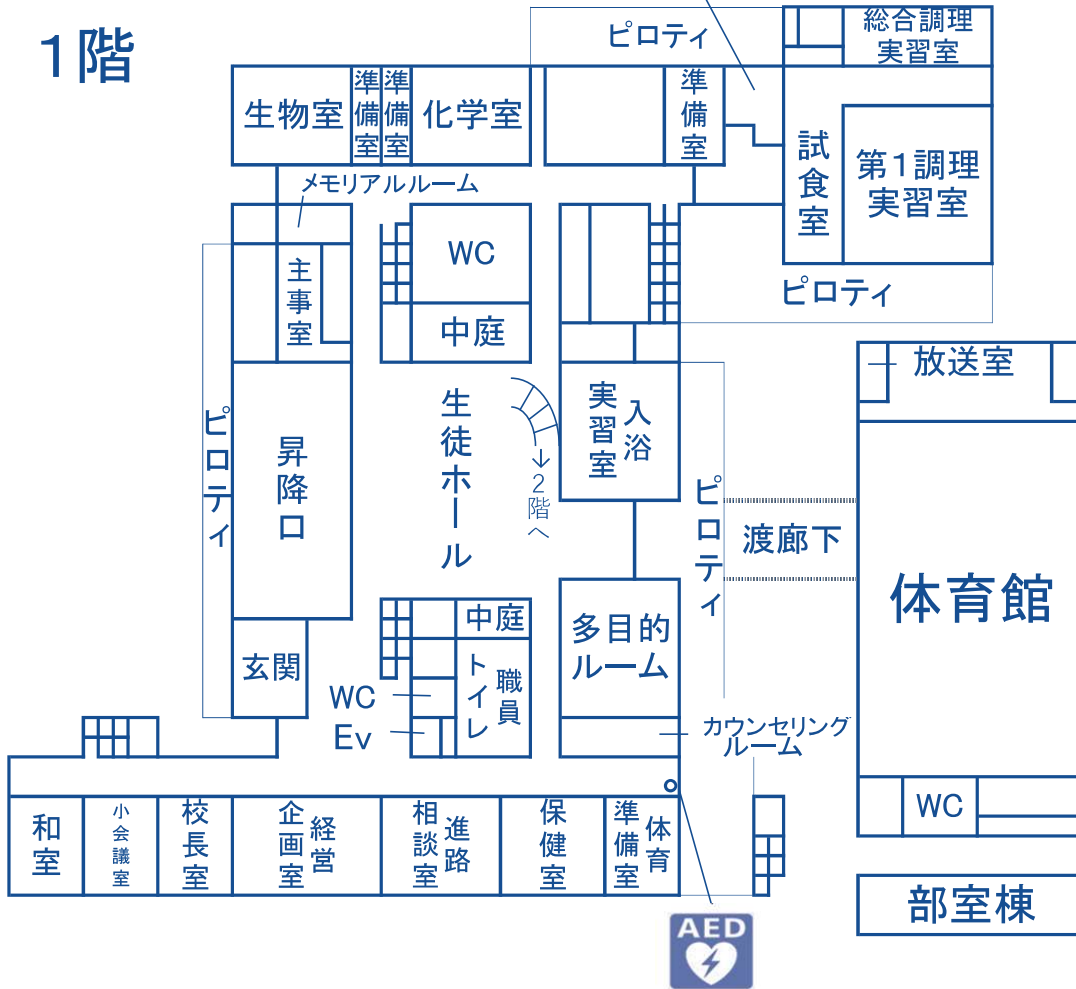 1階
ピロティ
総合調理
実習室
生物室
準備室
準備室
化学室
準備室
試食室
第1調理
実習室
メモリアルルーム
WC
主事室
中庭
ピロティ
放送室
ピロティ
昇降口
生徒ホール
→2階へ
入浴
実習室
ピロティ
渡廊下
体育館
中庭
多目的
ルーム
玄関
職員
トイレ
WC
Ev
カウンセリング
ルーム
WC
和室
小会議室
校長室
経営
企画室
進路
相談室
保健室
体育
準備室
部室棟
AED